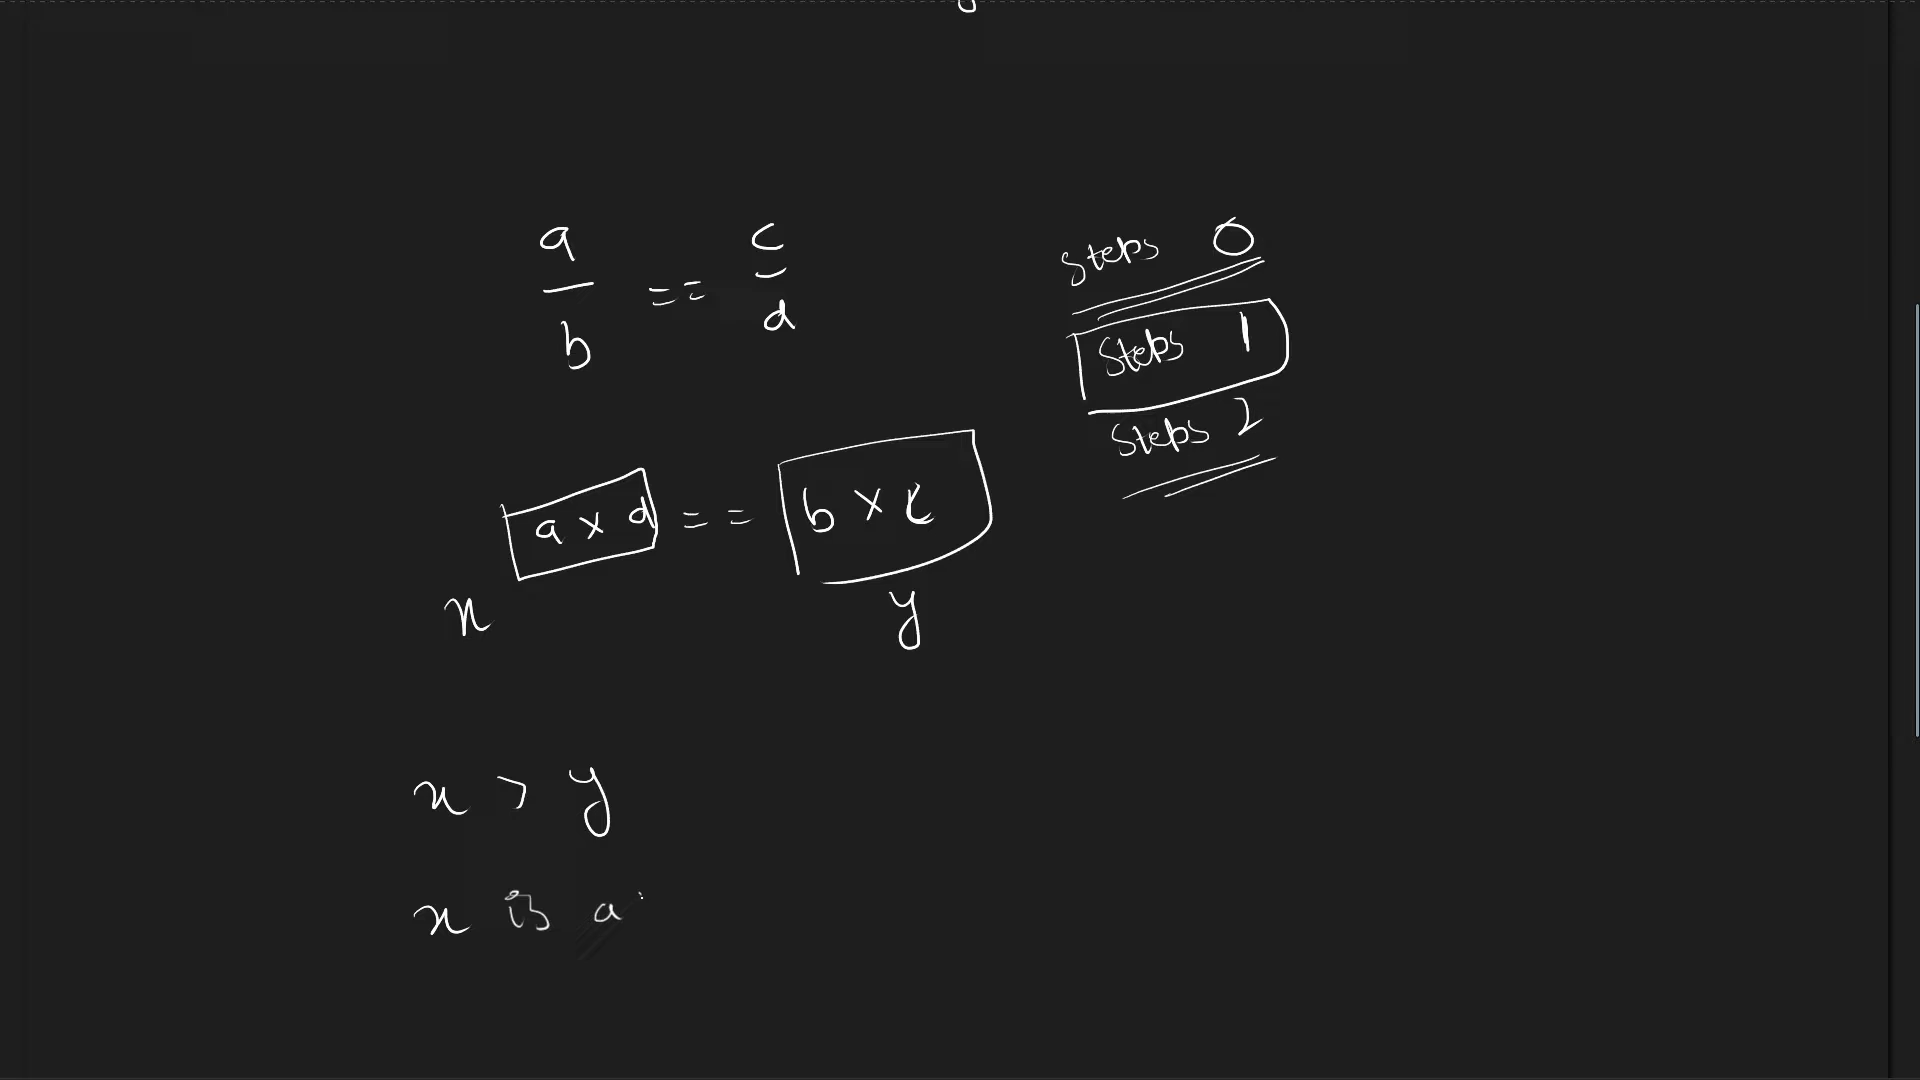 a/b == c/d
steps 0
steps 1
steps 2
a x d == b x c
x
y
x > y
x is a